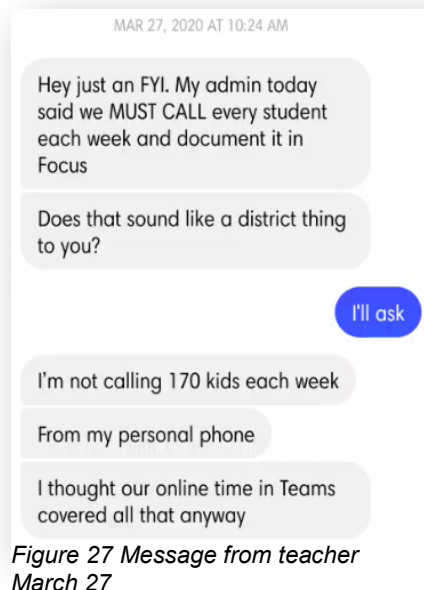 MAR 27, 2020 AT 10:24 AM
Hey just an FYI. My admin today
said we MUST CALL every student
each week and document it in
Focus
Does that sound like a district thing
to you?
I'll ask
I'm not calling 170 kids each week
From my personal phone
I thought our online time in Teams
covered all that anyway
Figure 27 Message from teacher
March 27